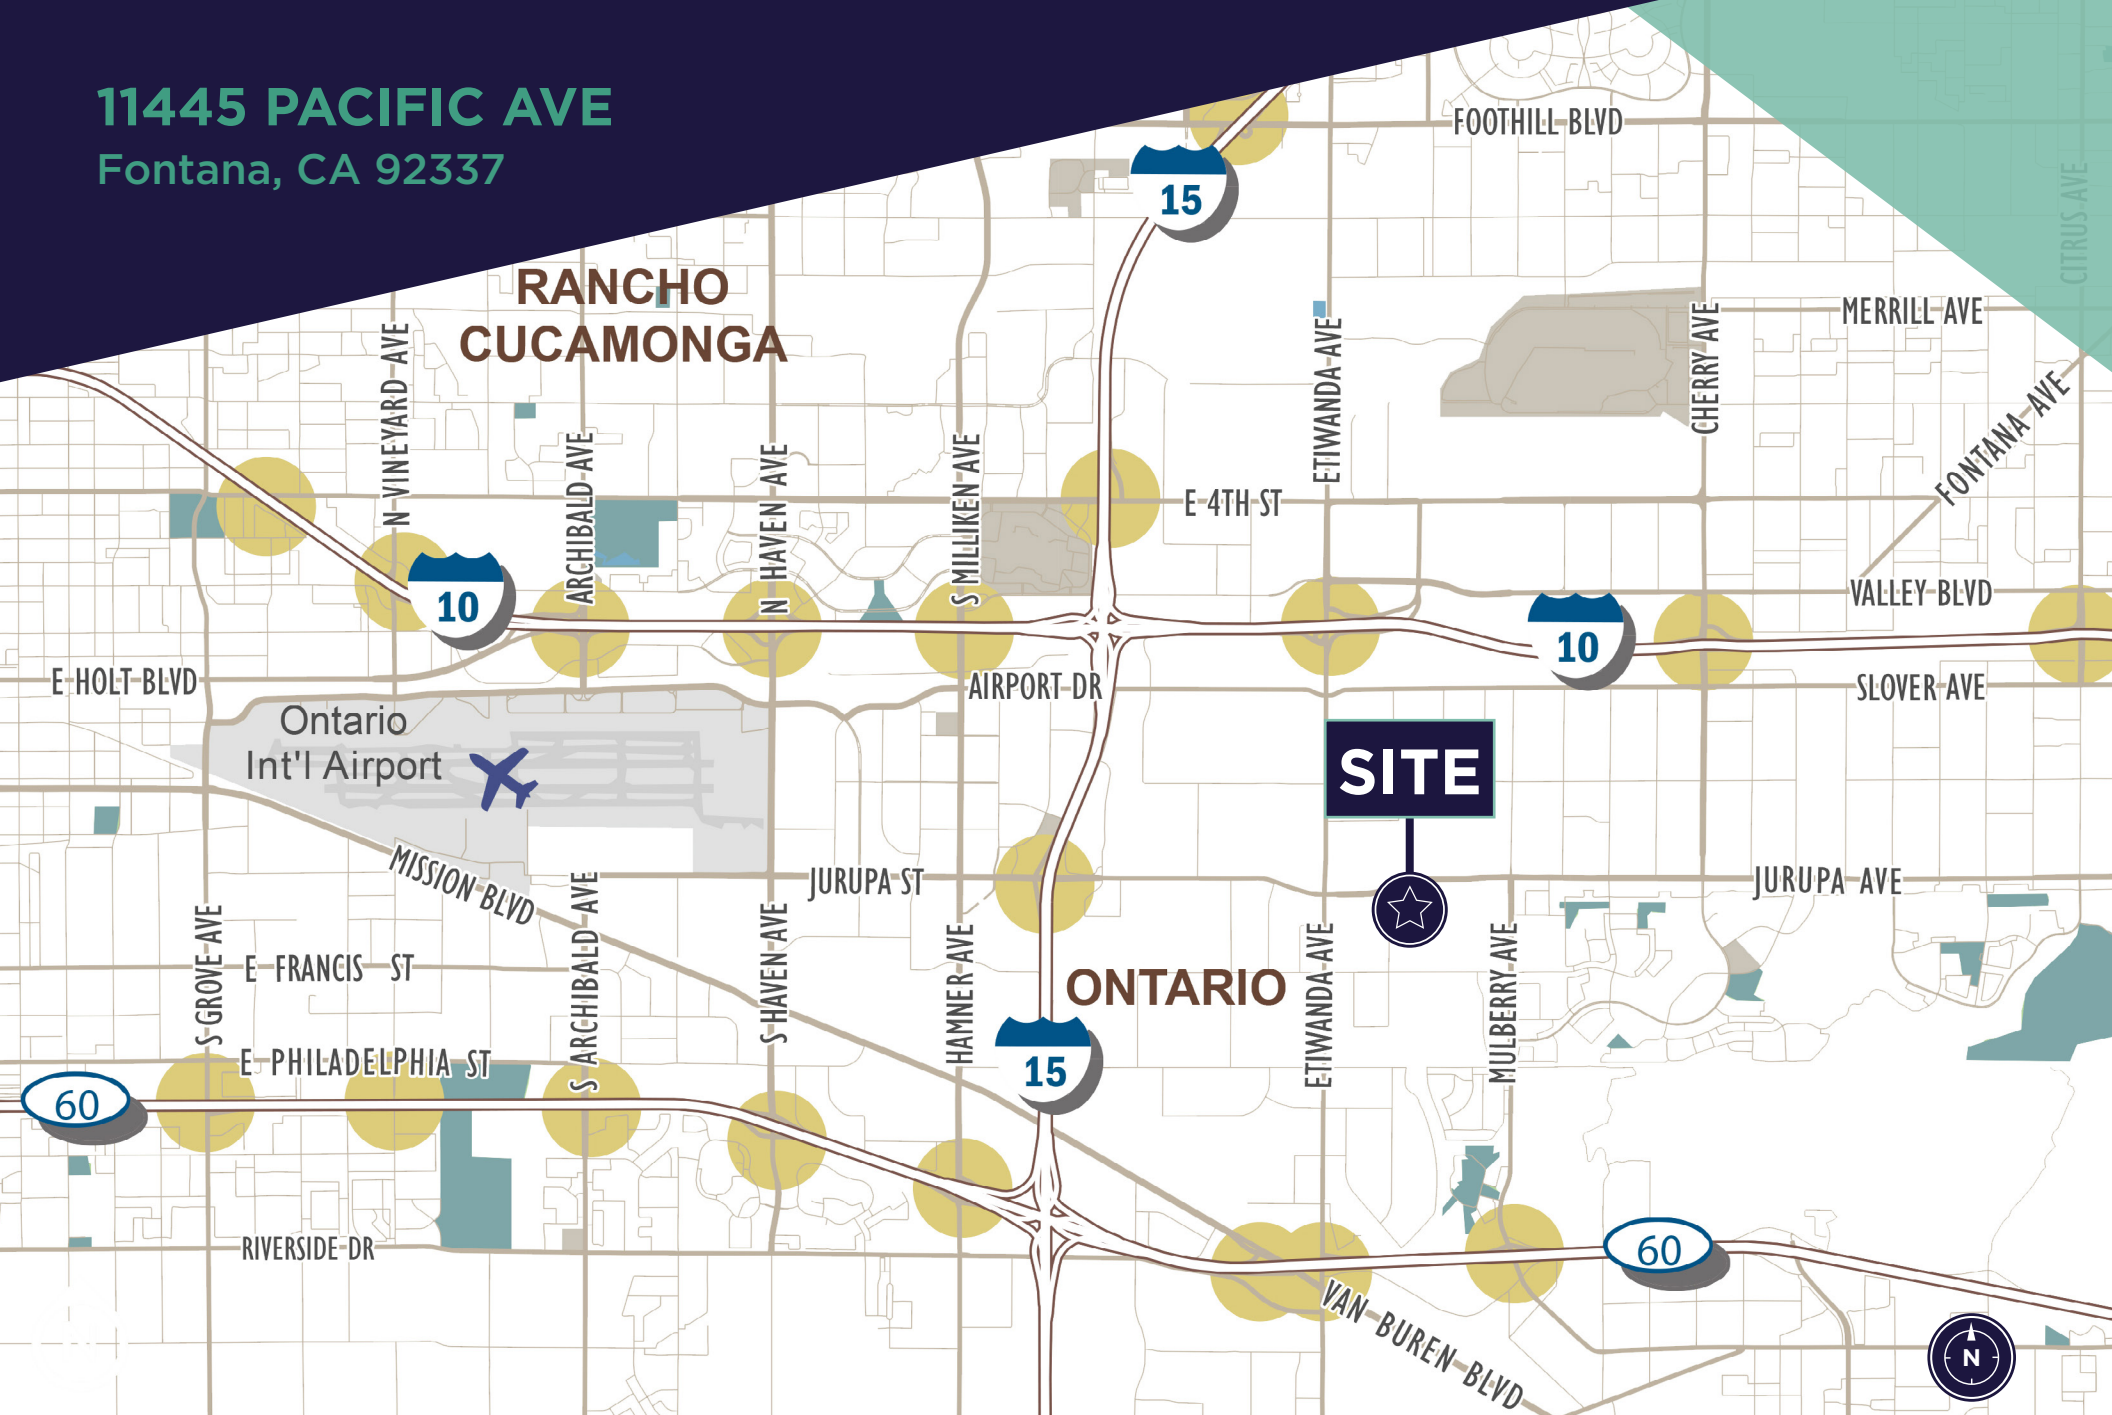 11445 PACIFIC AVE
Fontana, CA 92337
FOOTHILL BLVD
15
CITRUS AVE
RANCHO
CUCAMONGA
N VINEYARD AVE
ETIWANDA AVE
CHERRY AVE
MERRILL AVE
FONTANA AVE
ARCHIBALD AVE
N HAVEN AVE
S MILLIKEN AVE
E 4TH ST
10
10
VALLEY BLVD
E HOLT BLVD
AIRPORT DR
SLOVER AVE
Ontario
Int'l Airport
SITE
MISSION BLVD
JURUPA ST
JURUPA AVE
S GROVE AVE
E FRANCIS ST
S ARCHIBALD AVE
S HAVEN AVE
HAMNER AVE
ONTARIO
ETIWANDA AVE
MULBERRY AVE
E PHILADELPHIA ST
15
60
RIVERSIDE DR
60
VAN BUREN BLVD
N